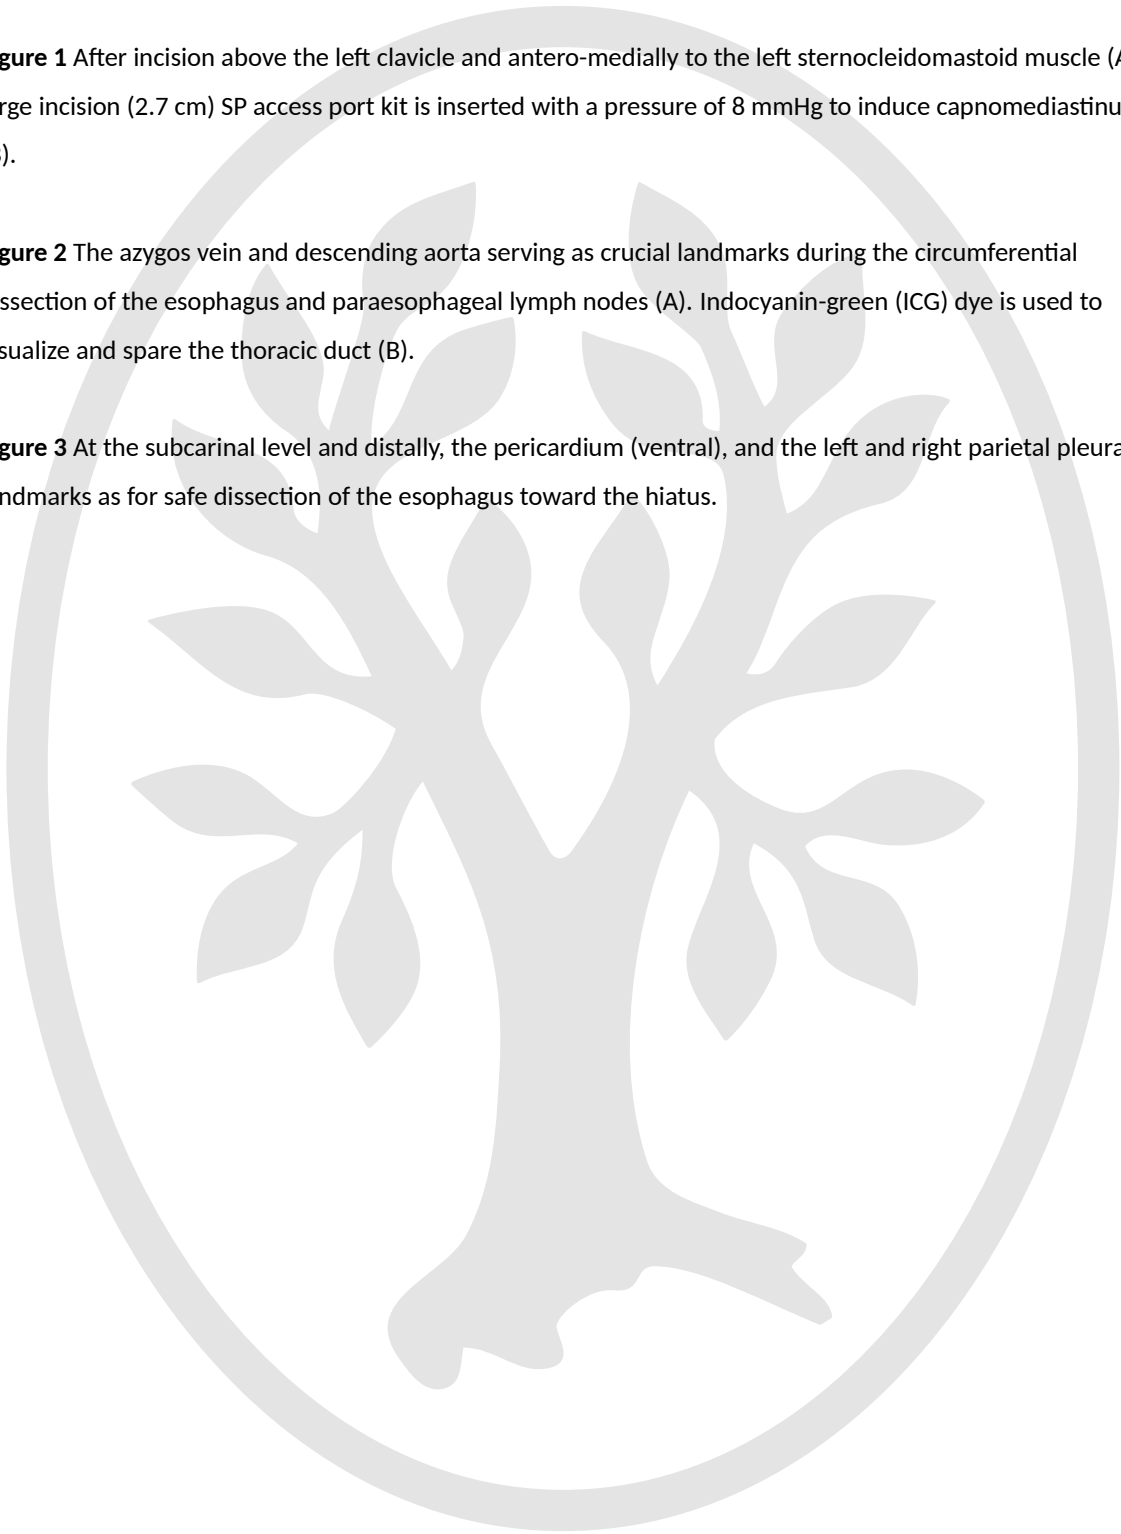 gure 1 After incision above the left clavicle and antero-medially to the left sternocleidomastoid muscle (A
rge incision (2.7 cm) SP access port kit is inserted with a pressure of 8 mmHg to induce capnomediastinu
).
gure 2 The azygos vein and descending aorta serving as crucial landmarks during the circumferential
ssection of the esophagus and paraesophageal lymph nodes (A). Indocyanin-green (ICG) dye is used to
sualize and spare the thoracic duct (B).
gure 3 At the subcarinal level and distally, the pericardium (ventral), and the left and right parietal pleura
ndmarks as for safe dissection of the esophagus toward the hiatus.